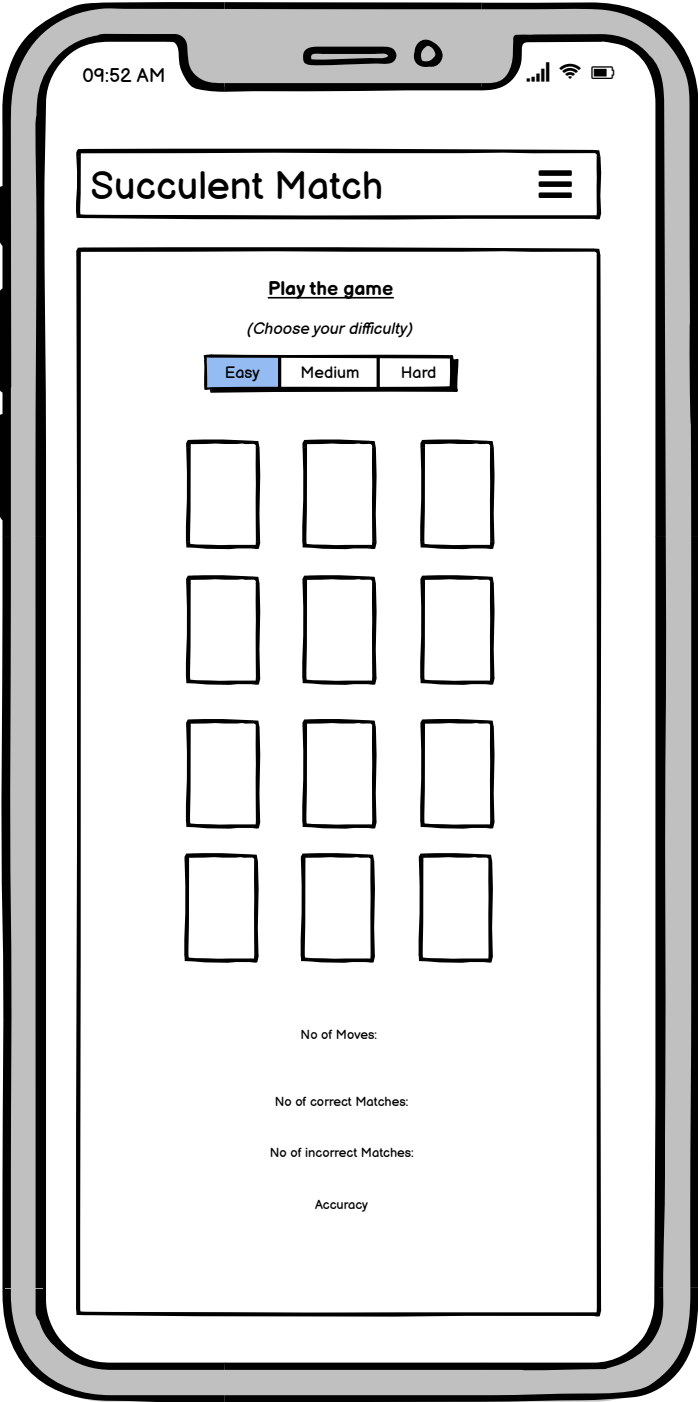 09:52 AM
Succulent Match
Play the game
(Choose your difficulty)
Easy Medium Hard
No of Moves:
No of correct Matches:
No of incorrect Matches:
Accuracy